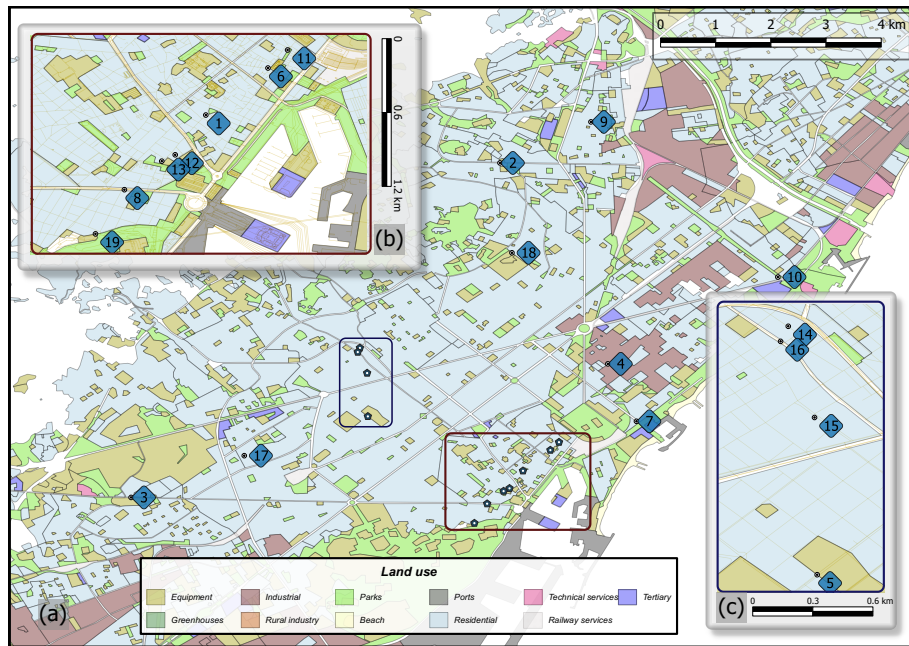 0 1 2 3 4 km
0
0.6
1.2 km
11
6
1
12
13
8
19
(b)
9
2
18
10
4
7
17
3
14
16
15
5
0 0.3 0.6 km
(c)
(a)
Land use
Equipment Industrial Parks Ports Technical services Tertiary
Greenhouses Rural industry Beach Residential Railway services